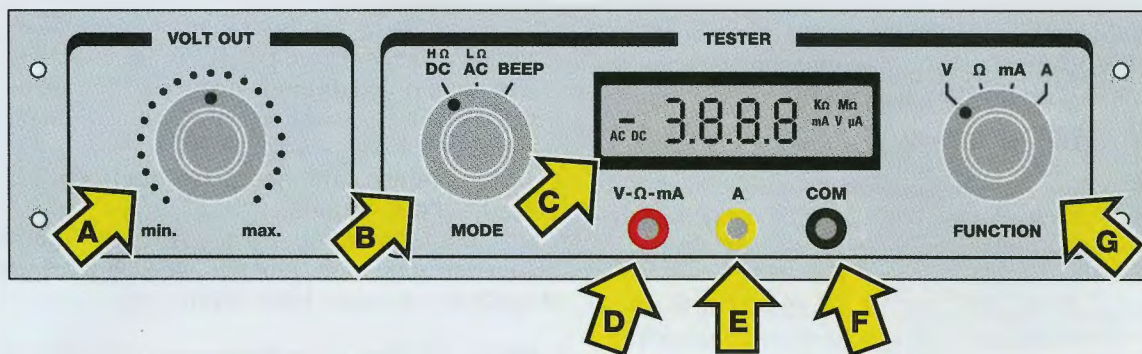 VOLT OUT
min.
max.
A
TESTER
HΩ LΩ
DC AC BEEP
MODE
B
C
AC DC
- 3.8.8.8
KΩ MΩ
mA V µA
V-Ω-mA
A
COM
D
E
F
V Ω mA A
FUNCTION
G